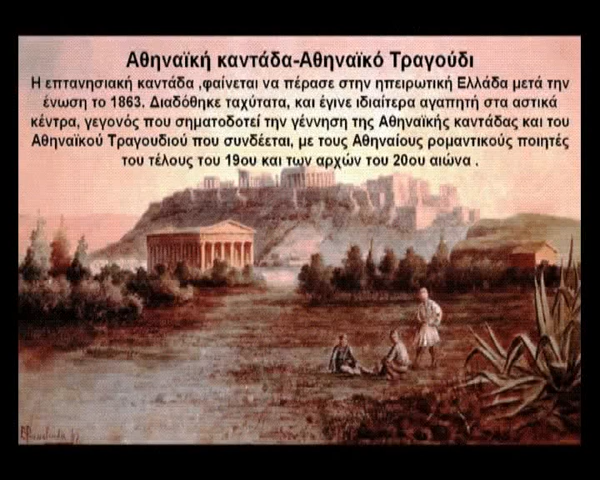 Αθηναϊκή καντάδα-Αθηναϊκό Τραγούδι
Η επτανησιακή καντάδα ,φαίνεται να πέρασε στην ηπειρωτική Ελλάδα μετά την
ένωση το 1863. Διαδόθηκε ταχύτατα, και έγινε ιδιαίτερα αγαπητή στα αστικά
κέντρα, γεγονός που σηματοδοτεί την γέννηση της Αθηναϊκής καντάδας και του
Αθηναϊκού Τραγουδιού που συνδέεται, με τους Αθηναίους ρομαντικούς ποιητές
του τέλους του 19ου και των αρχών του 20ου αιώνα .